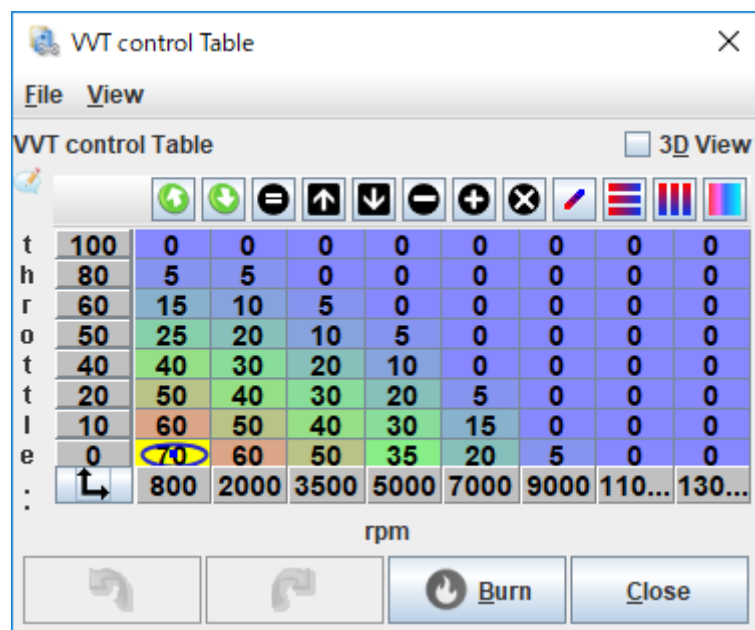 VVT control Table
File View
VVT control Table 3D View
throttle :
100 0 0 0 0 0 0 0 0
80 5 5 0 0 0 0 0 0
60 15 10 5 0 0 0 0 0
50 25 20 10 5 0 0 0 0
40 40 30 20 10 0 0 0 0
20 50 40 30 20 5 0 0 0
10 60 50 40 30 15 0 0 0
0 70 60 50 35 20 5 0 0
800 2000 3500 5000 7000 9000 110... 130...
rpm
Burn Close